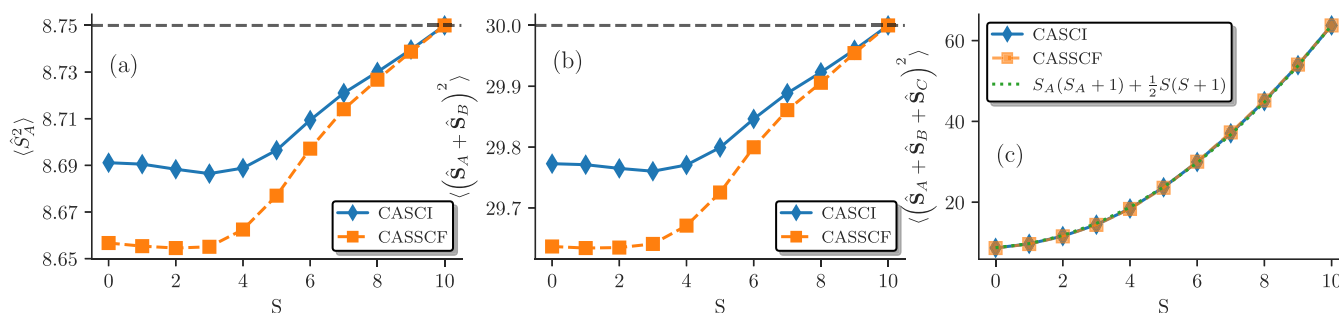 ⟨Ŝ²_A⟩
8.75
8.73
8.71
8.69
8.67
8.65
(a)
CASCI
CASSCF
0 2 4 6 8 10
S
⟨(Ŝ_A + Ŝ_B)²⟩
30.0
29.9
29.8
29.7
(b)
CASCI
CASSCF
0 2 4 6 8 10
S
⟨(Ŝ_A + Ŝ_B + Ŝ_C)²⟩
60
40
20
CASCI
CASSCF
S_A(S_A + 1) + ½S(S + 1)
(c)
0 2 4 6 8 10
S